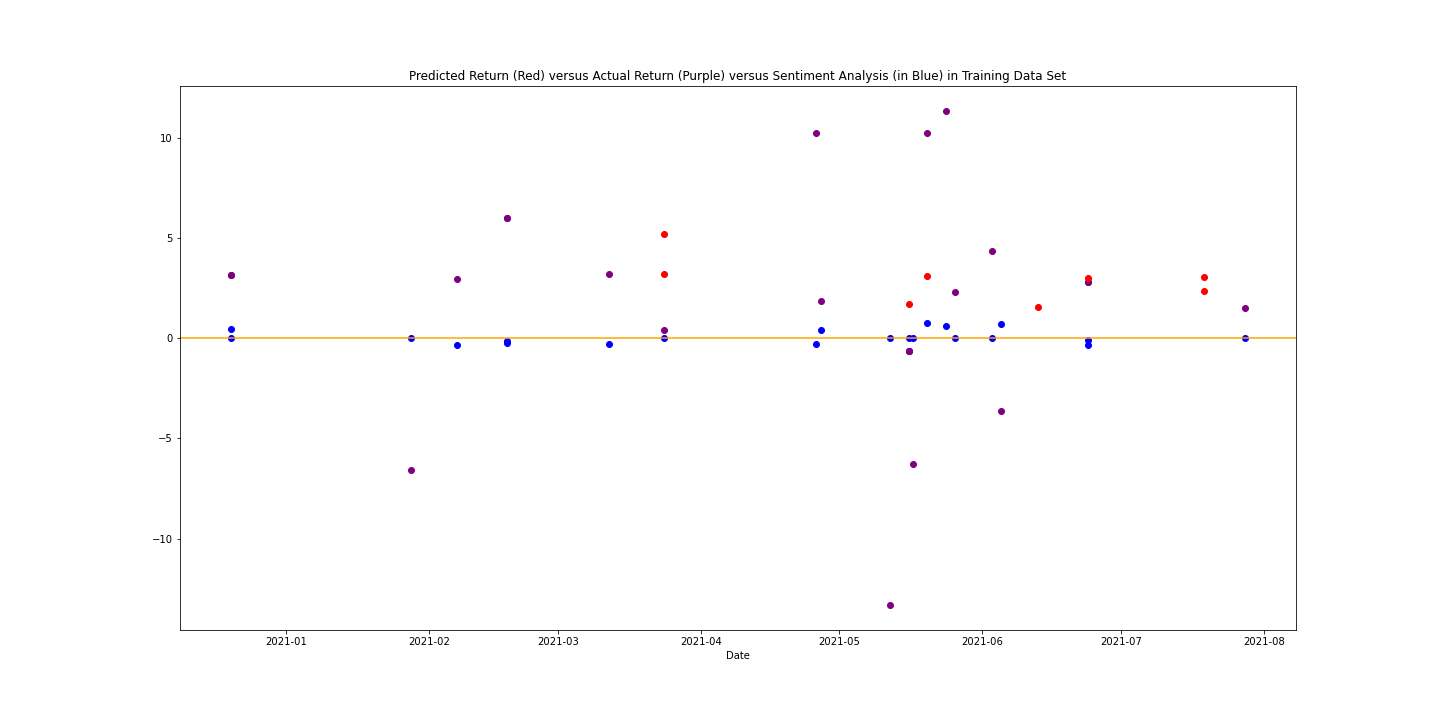 Predicted Return (Red) versus Actual Return (Purple) versus Sentiment Analysis (in Blue) in Training Data Set
10
5
0
−5
−10
2021-01 2021-02 2021-03 2021-04 2021-05 2021-06 2021-07 2021-08
Date